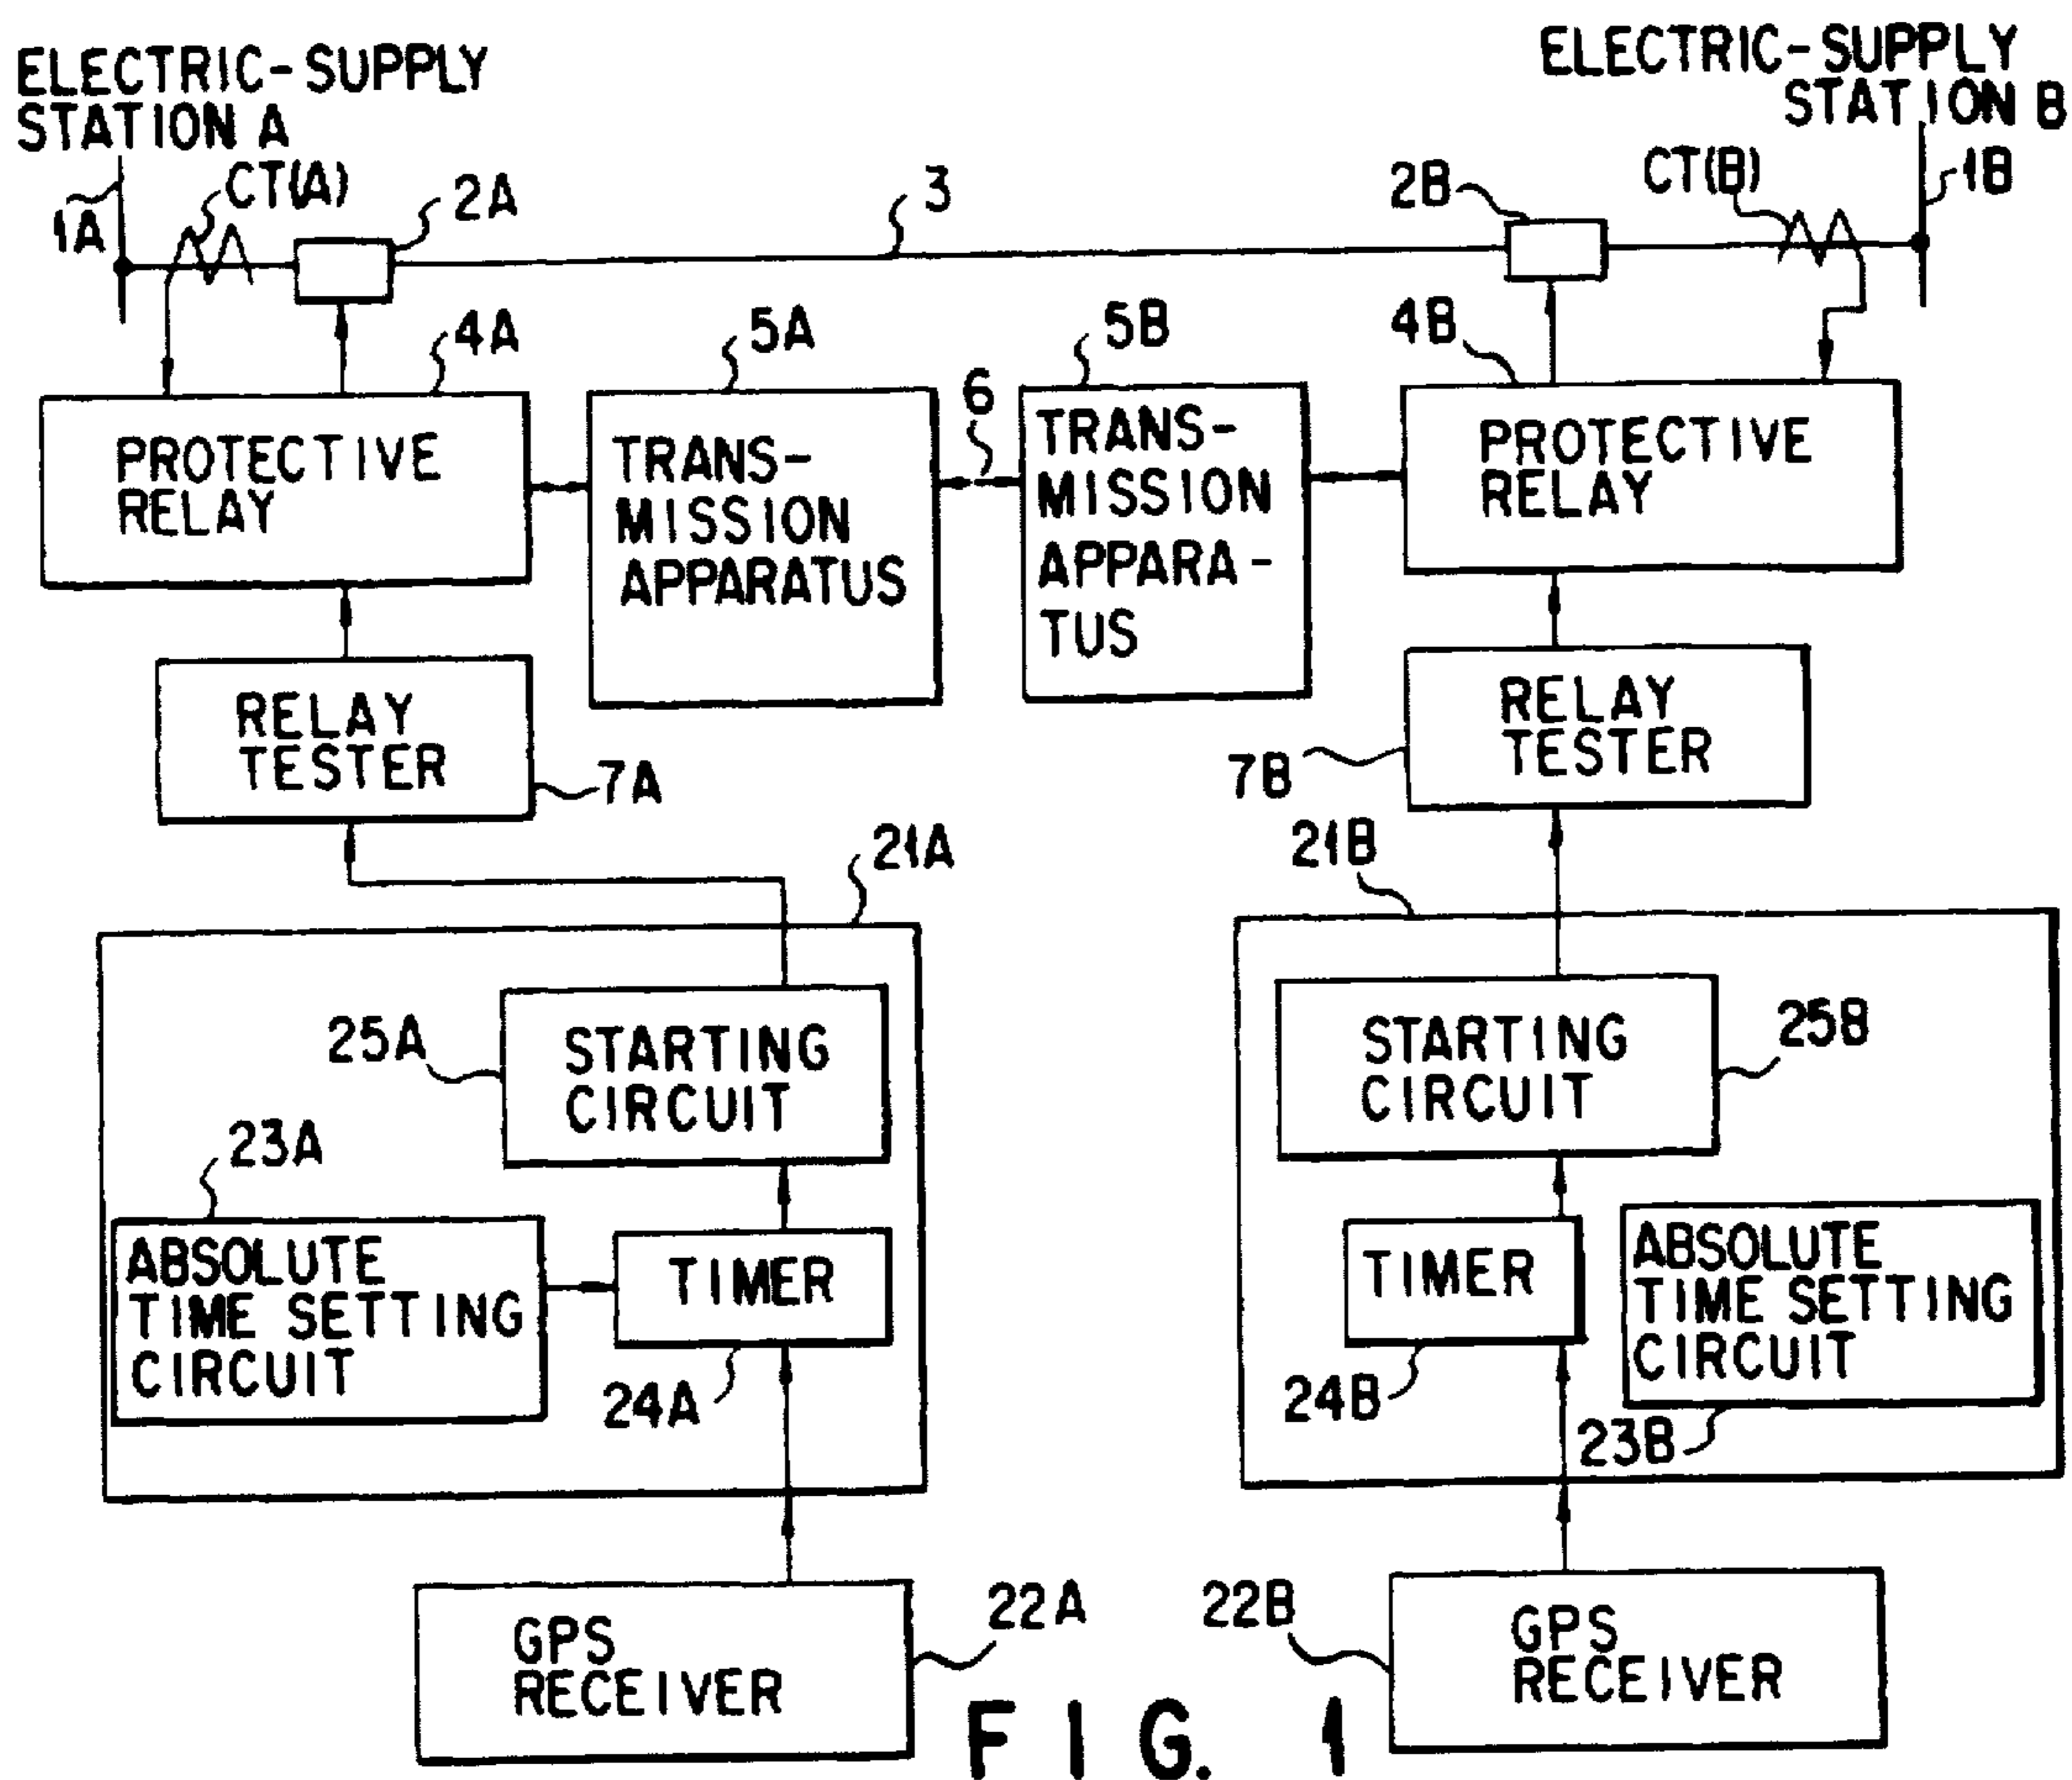 ELECTRIC-SUPPLY
STATION A
ELECTRIC-SUPPLY
STATION B
1A
CT(A)
2A
3
2B
CT(B)
1B
4A
5A
6
5B
4B
PROTECTIVE
RELAY
TRANS-
MISSION
APPARATUS
TRANS-
MISSION
APPARA-
TUS
PROTECTIVE
RELAY
RELAY
TESTER
7A
RELAY
TESTER
7B
21A
21B
25A
STARTING
CIRCUIT
STARTING
CIRCUIT
25B
23A
ABSOLUTE
TIME SETTING
CIRCUIT
TIMER
24A
TIMER
24B
ABSOLUTE
TIME SETTING
CIRCUIT
23B
GPS
RECEIVER
22A
22B
GPS
RECEIVER
FIG. 1